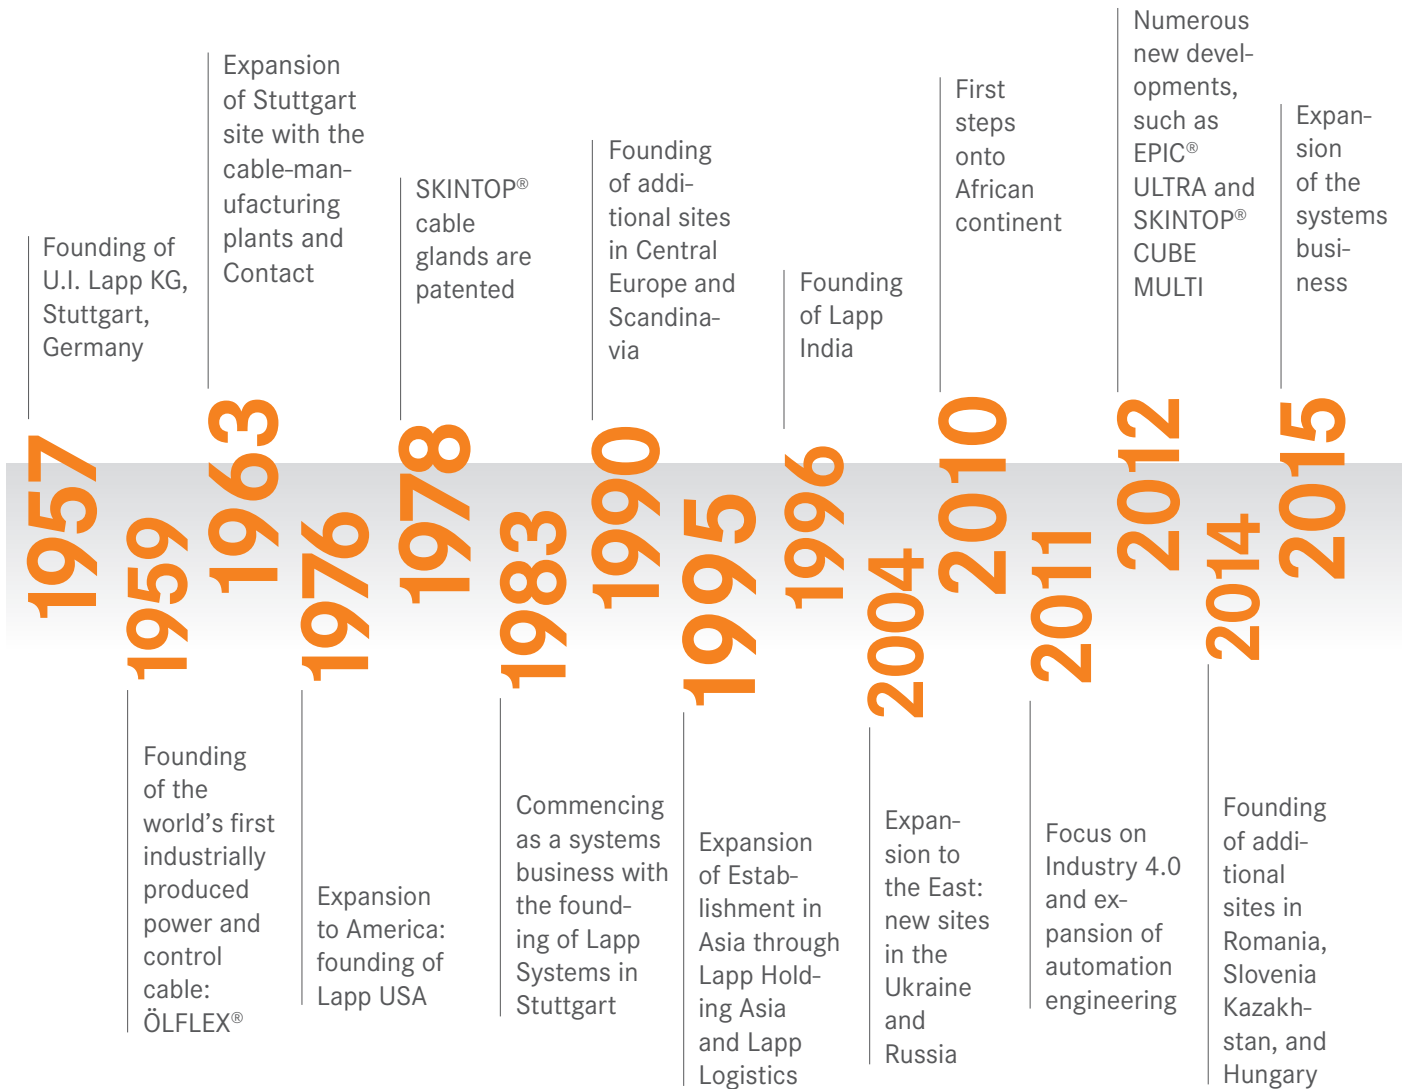 Founding of
U.I. Lapp KG,
Stuttgart,
Germany
1957
1959
Founding
of the
world’s first
industrially
produced
power and
control
cable:
ÖLFLEX®
Expansion
of Stuttgart
site with the
cable-man-
ufacturing
plants and
Contact
1963
1976
Expansion
to America:
founding of
Lapp USA
SKINTOP®
cable
glands are
patented
1978
1983
Commencing
as a systems
business with
the found-
ing of Lapp
Systems in
Stuttgart
Founding
of addi-
tional sites
in Central
Europe and
Scandina-
via
1990
1995
Expansion
of Estab-
lishment in
Asia through
Lapp Hold-
ing Asia
and Lapp
Logistics
Founding
of Lapp
India
1996
2004
Expan-
sion to
the East:
new sites
in the
Ukraine
and
Russia
First
steps
onto
African
continent
2010
2011
Focus on
Industry 4.0
and ex-
pansion of
automation
engineering
Numerous
new devel-
opments,
such as
EPIC®
ULTRA and
SKINTOP®
CUBE
MULTI
2012
2014
Founding
of addi-
tional
sites in
Romania,
Slovenia
Kazakh-
stan, and
Hungary
Expan-
sion
of the
systems
busi-
ness
2015